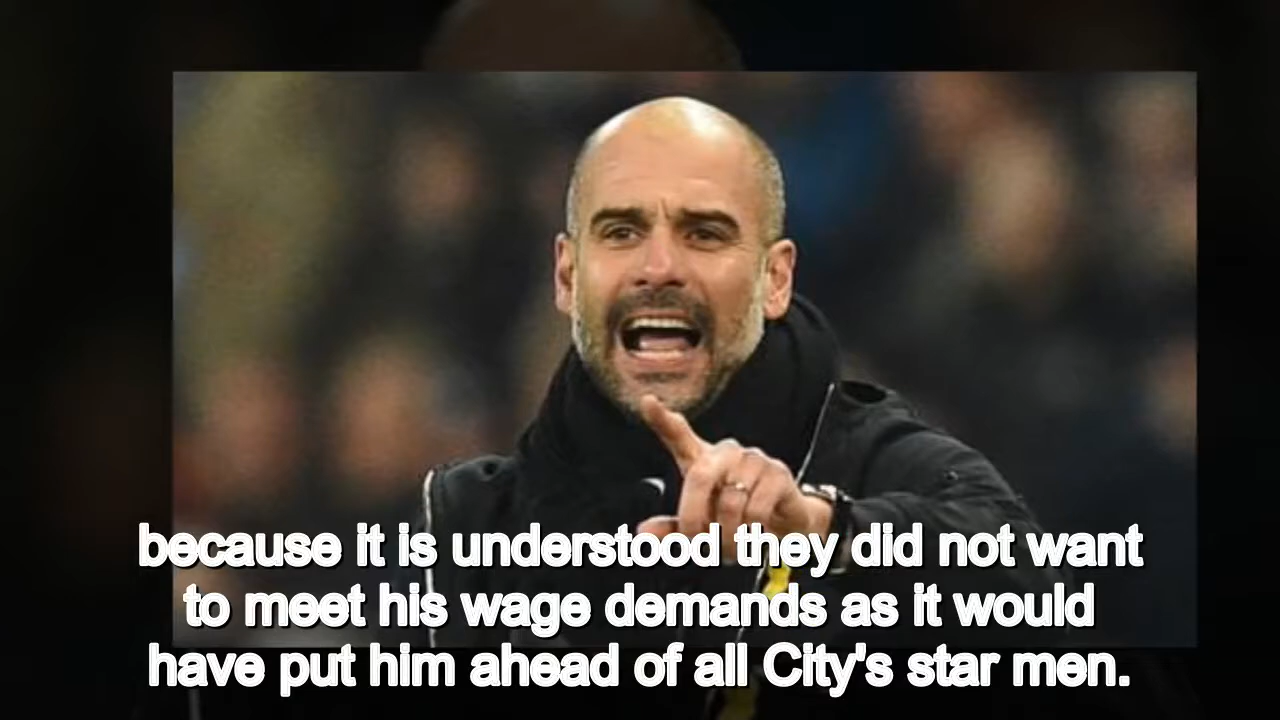 because it is understood they did not want
to meet his wage demands as it would
have put him ahead of all City's star men.